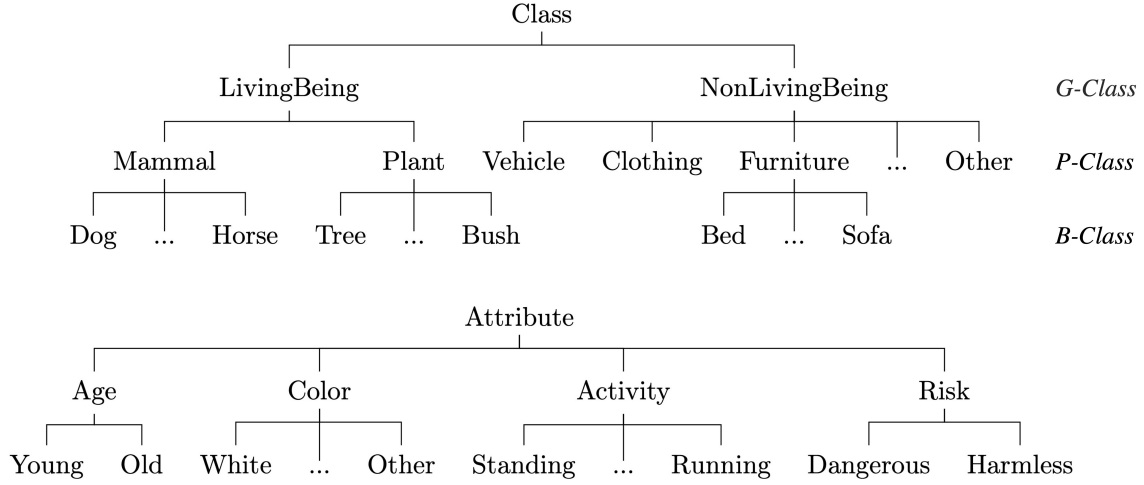 Class
LivingBeing NonLivingBeing G-Class
Mammal Plant Vehicle Clothing Furniture ... Other P-Class
Dog ... Horse Tree ... Bush Bed ... Sofa B-Class
Attribute
Age Color Activity Risk
Young Old White ... Other Standing ... Running Dangerous Harmless